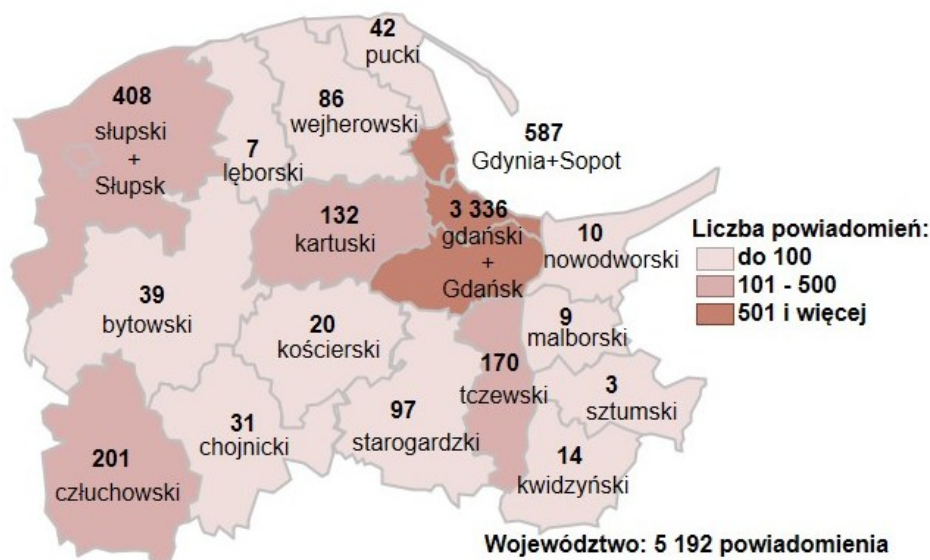 42
pucki
408
słupski
+
Słupsk
86
wejherowski
7
lęborski
587
Gdynia+Sopot
132
kartuski
3 336
gdański
+
Gdańsk
10
nowodworski
Liczba powiadomień:
do 100
101 - 500
501 i więcej
39
bytowski
20
kościerski
9
malborski
170
tczewski
3
sztumski
31
chojnicki
97
starogardzki
201
człuchowski
14
kwidzyński
Województwo: 5 192 powiadomienia